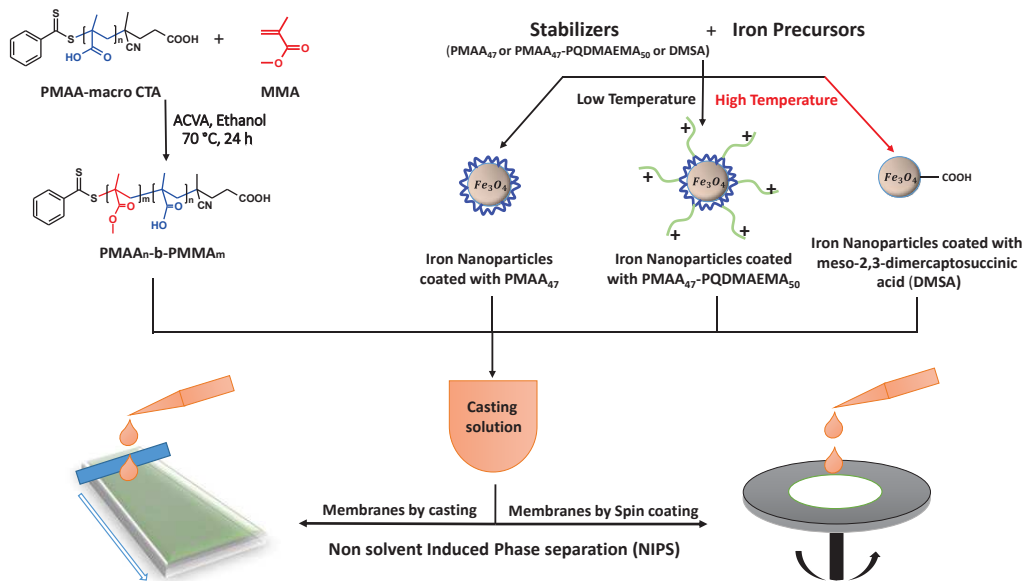 S
S
n
CN
COOH
HO
O
+
O
O
PMAA-macro CTA
MMA
ACVA, Ethanol
70 °C, 24 h
S
S
m
n
CN
COOH
O
O
HO
O
PMAAn-b-PMMAm
Stabilizers
+ Iron Precursors
(PMAA47 or PMAA47-PQDMAEMA50 or DMSA)
Low Temperature
High Temperature
Fe3O4
+
+
+
+
+
+
Fe3O4
Fe3O4
COOH
Iron Nanoparticles
coated with PMAA47
Iron Nanoparticles coated
with PMAA47-PQDMAEMA50
Iron Nanoparticles coated with
meso-2,3-dimercaptosuccinic
acid (DMSA)
Casting
solution
Membranes by casting
Membranes by Spin coating
Non solvent Induced Phase separation (NIPS)